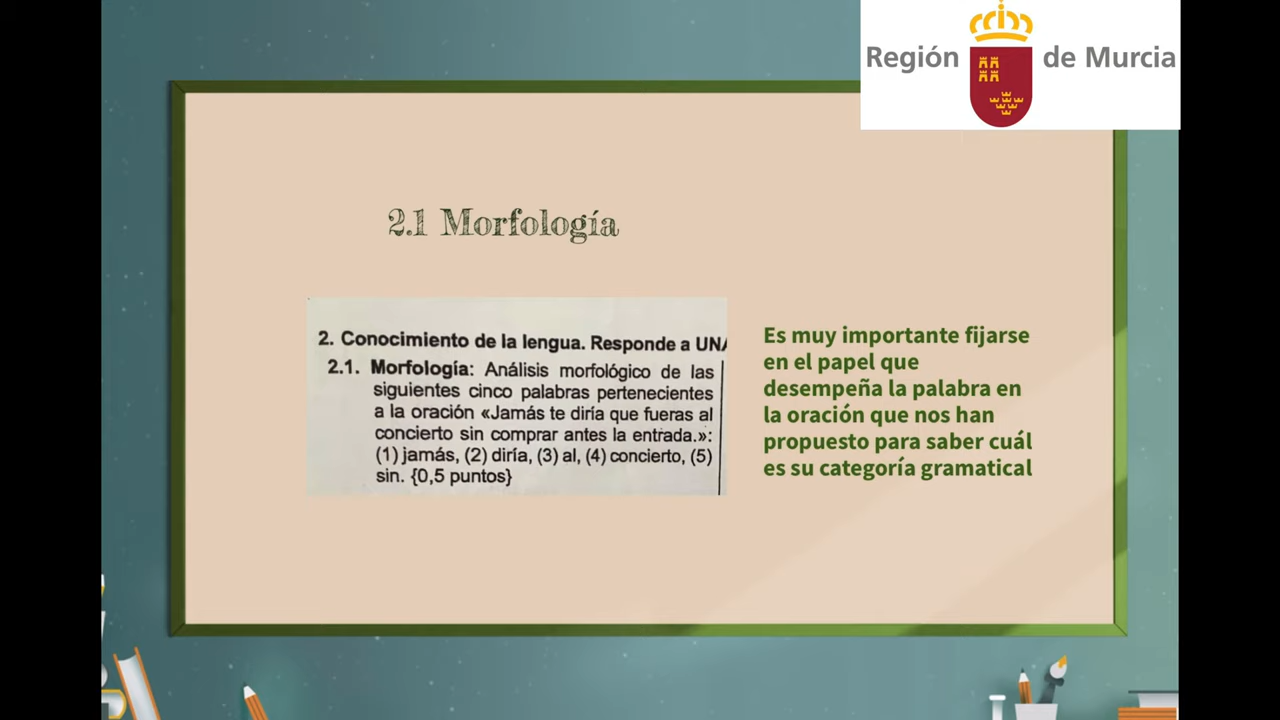 Región de Murcia
2.1 Morfología
2. Conocimiento de la lengua. Responde a UNA
2.1. Morfología: Análisis morfológico de las
siguientes cinco palabras pertenecientes
a la oración «Jamás te diría que fueras al
concierto sin comprar antes la entrada.»:
(1) jamás, (2) diría, (3) al, (4) concierto, (5)
sin. {0,5 puntos}
Es muy importante fijarse
en el papel que
desempeña la palabra en
la oración que nos han
propuesto para saber cuál
es su categoría gramatical